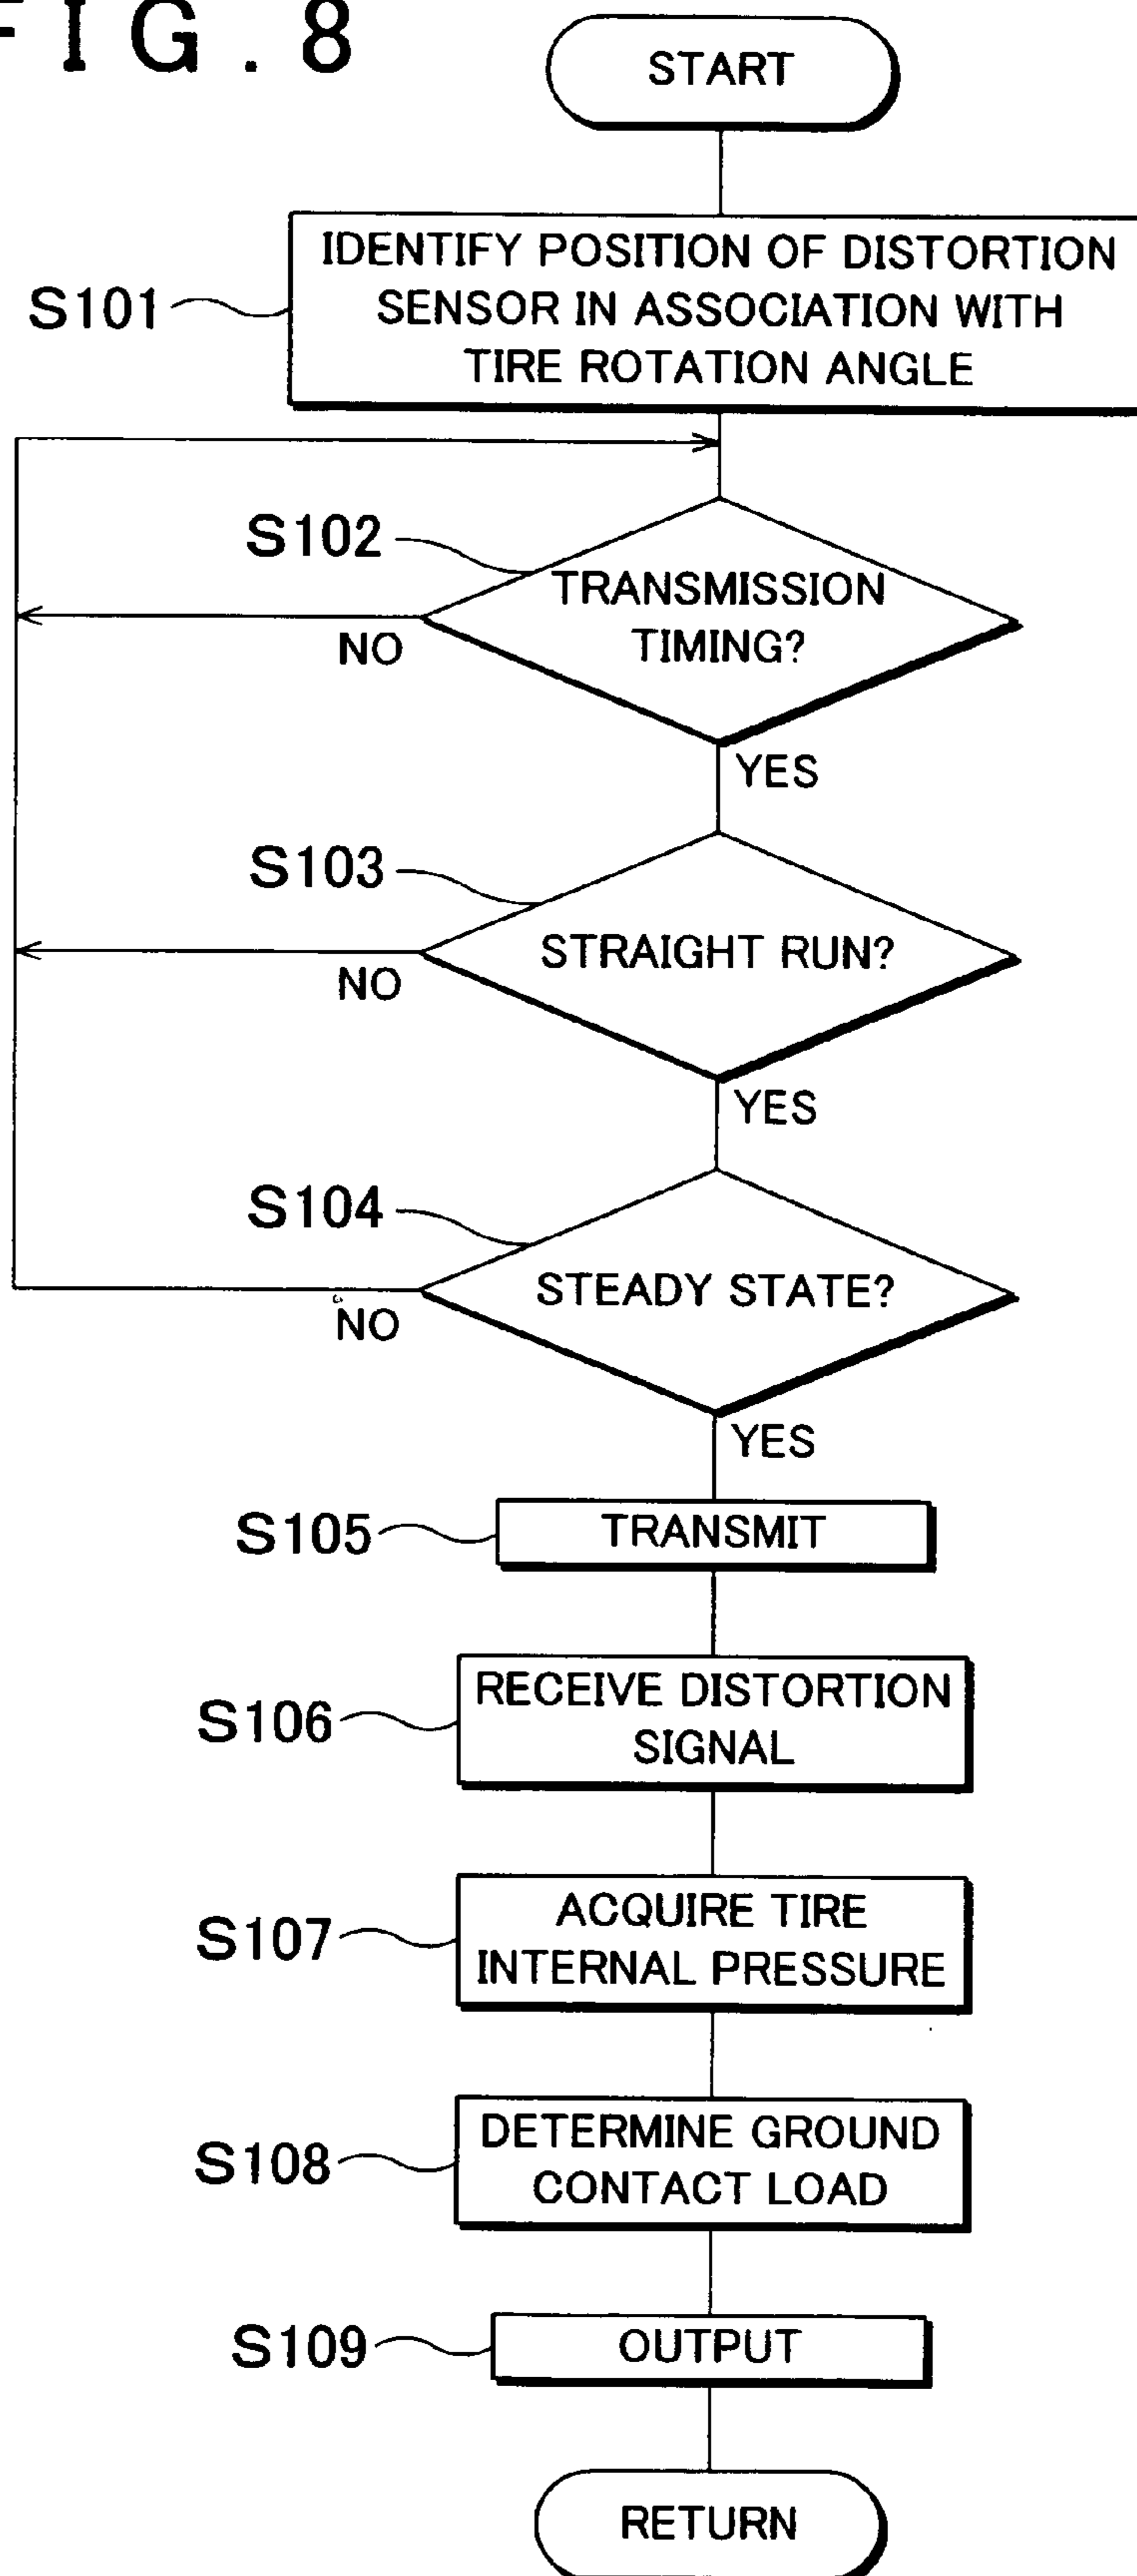 FIG.8
START
IDENTIFY POSITION OF DISTORTION
S101
SENSOR IN ASSOCIATION WITH
TIRE ROTATION ANGLE
S102
TRANSMISSION
TIMING?
NO
YES
S103
STRAIGHT RUN?
NO
YES
S104
STEADY STATE?
NO
YES
S105
TRANSMIT
S106
RECEIVE DISTORTION
SIGNAL
S107
ACQUIRE TIRE
INTERNAL PRESSURE
S108
DETERMINE GROUND
CONTACT LOAD
S109
OUTPUT
RETURN